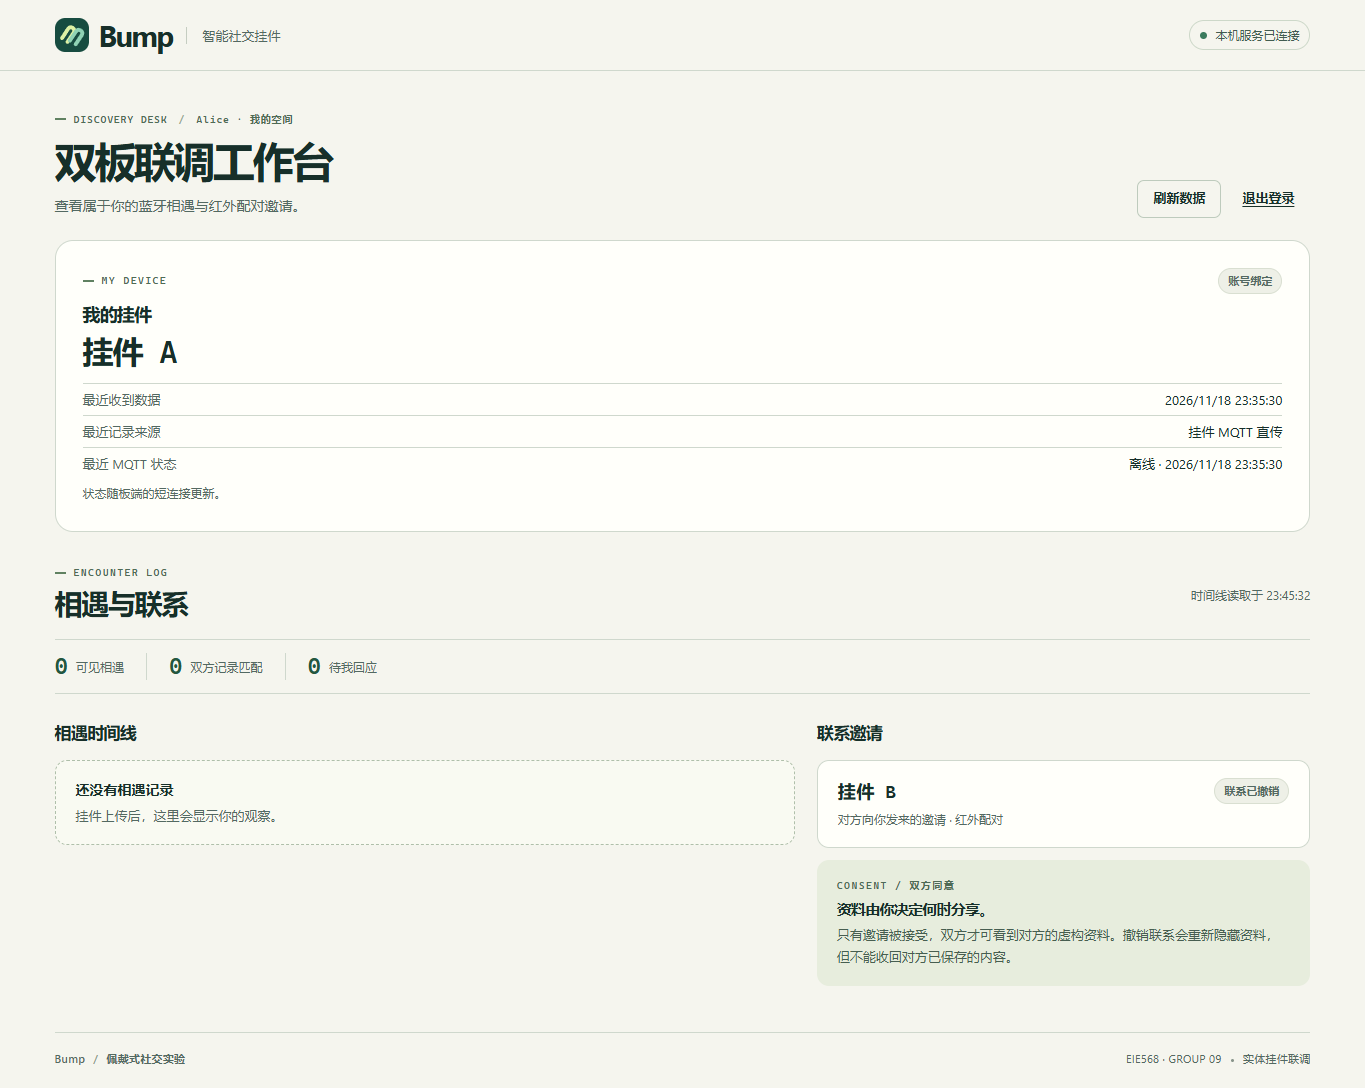 Bump
智能社交挂件
本机服务已连接
DISCOVERY DESK / Alice · 我的空间
双板联调工作台
查看属于你的蓝牙相遇与红外配对邀请。
刷新数据
退出登录
MY DEVICE
账号绑定
我的挂件
挂件 A
最近收到数据 2026/11/18 23:35:30
最近记录来源 挂件 MQTT 直传
最近 MQTT 状态 离线 · 2026/11/18 23:35:30
状态随板端的短连接更新。
ENCOUNTER LOG
相遇与联系
时间线读取于 23:45:32
0 可见相遇
0 双方记录匹配
0 待我回应
相遇时间线
还没有相遇记录
挂件上传后，这里会显示你的观察。
联系邀请
挂件 B
联系已撤销
对方向你发来的邀请 · 红外配对
CONSENT / 双方同意
资料由你决定何时分享。
只有邀请被接受，双方才可看到对方的虚构资料。撤销联系会重新隐藏资料，
但不能收回对方已保存的内容。
Bump / 佩戴式社交实验
EIE568 · GROUP 09 • 实体挂件联调